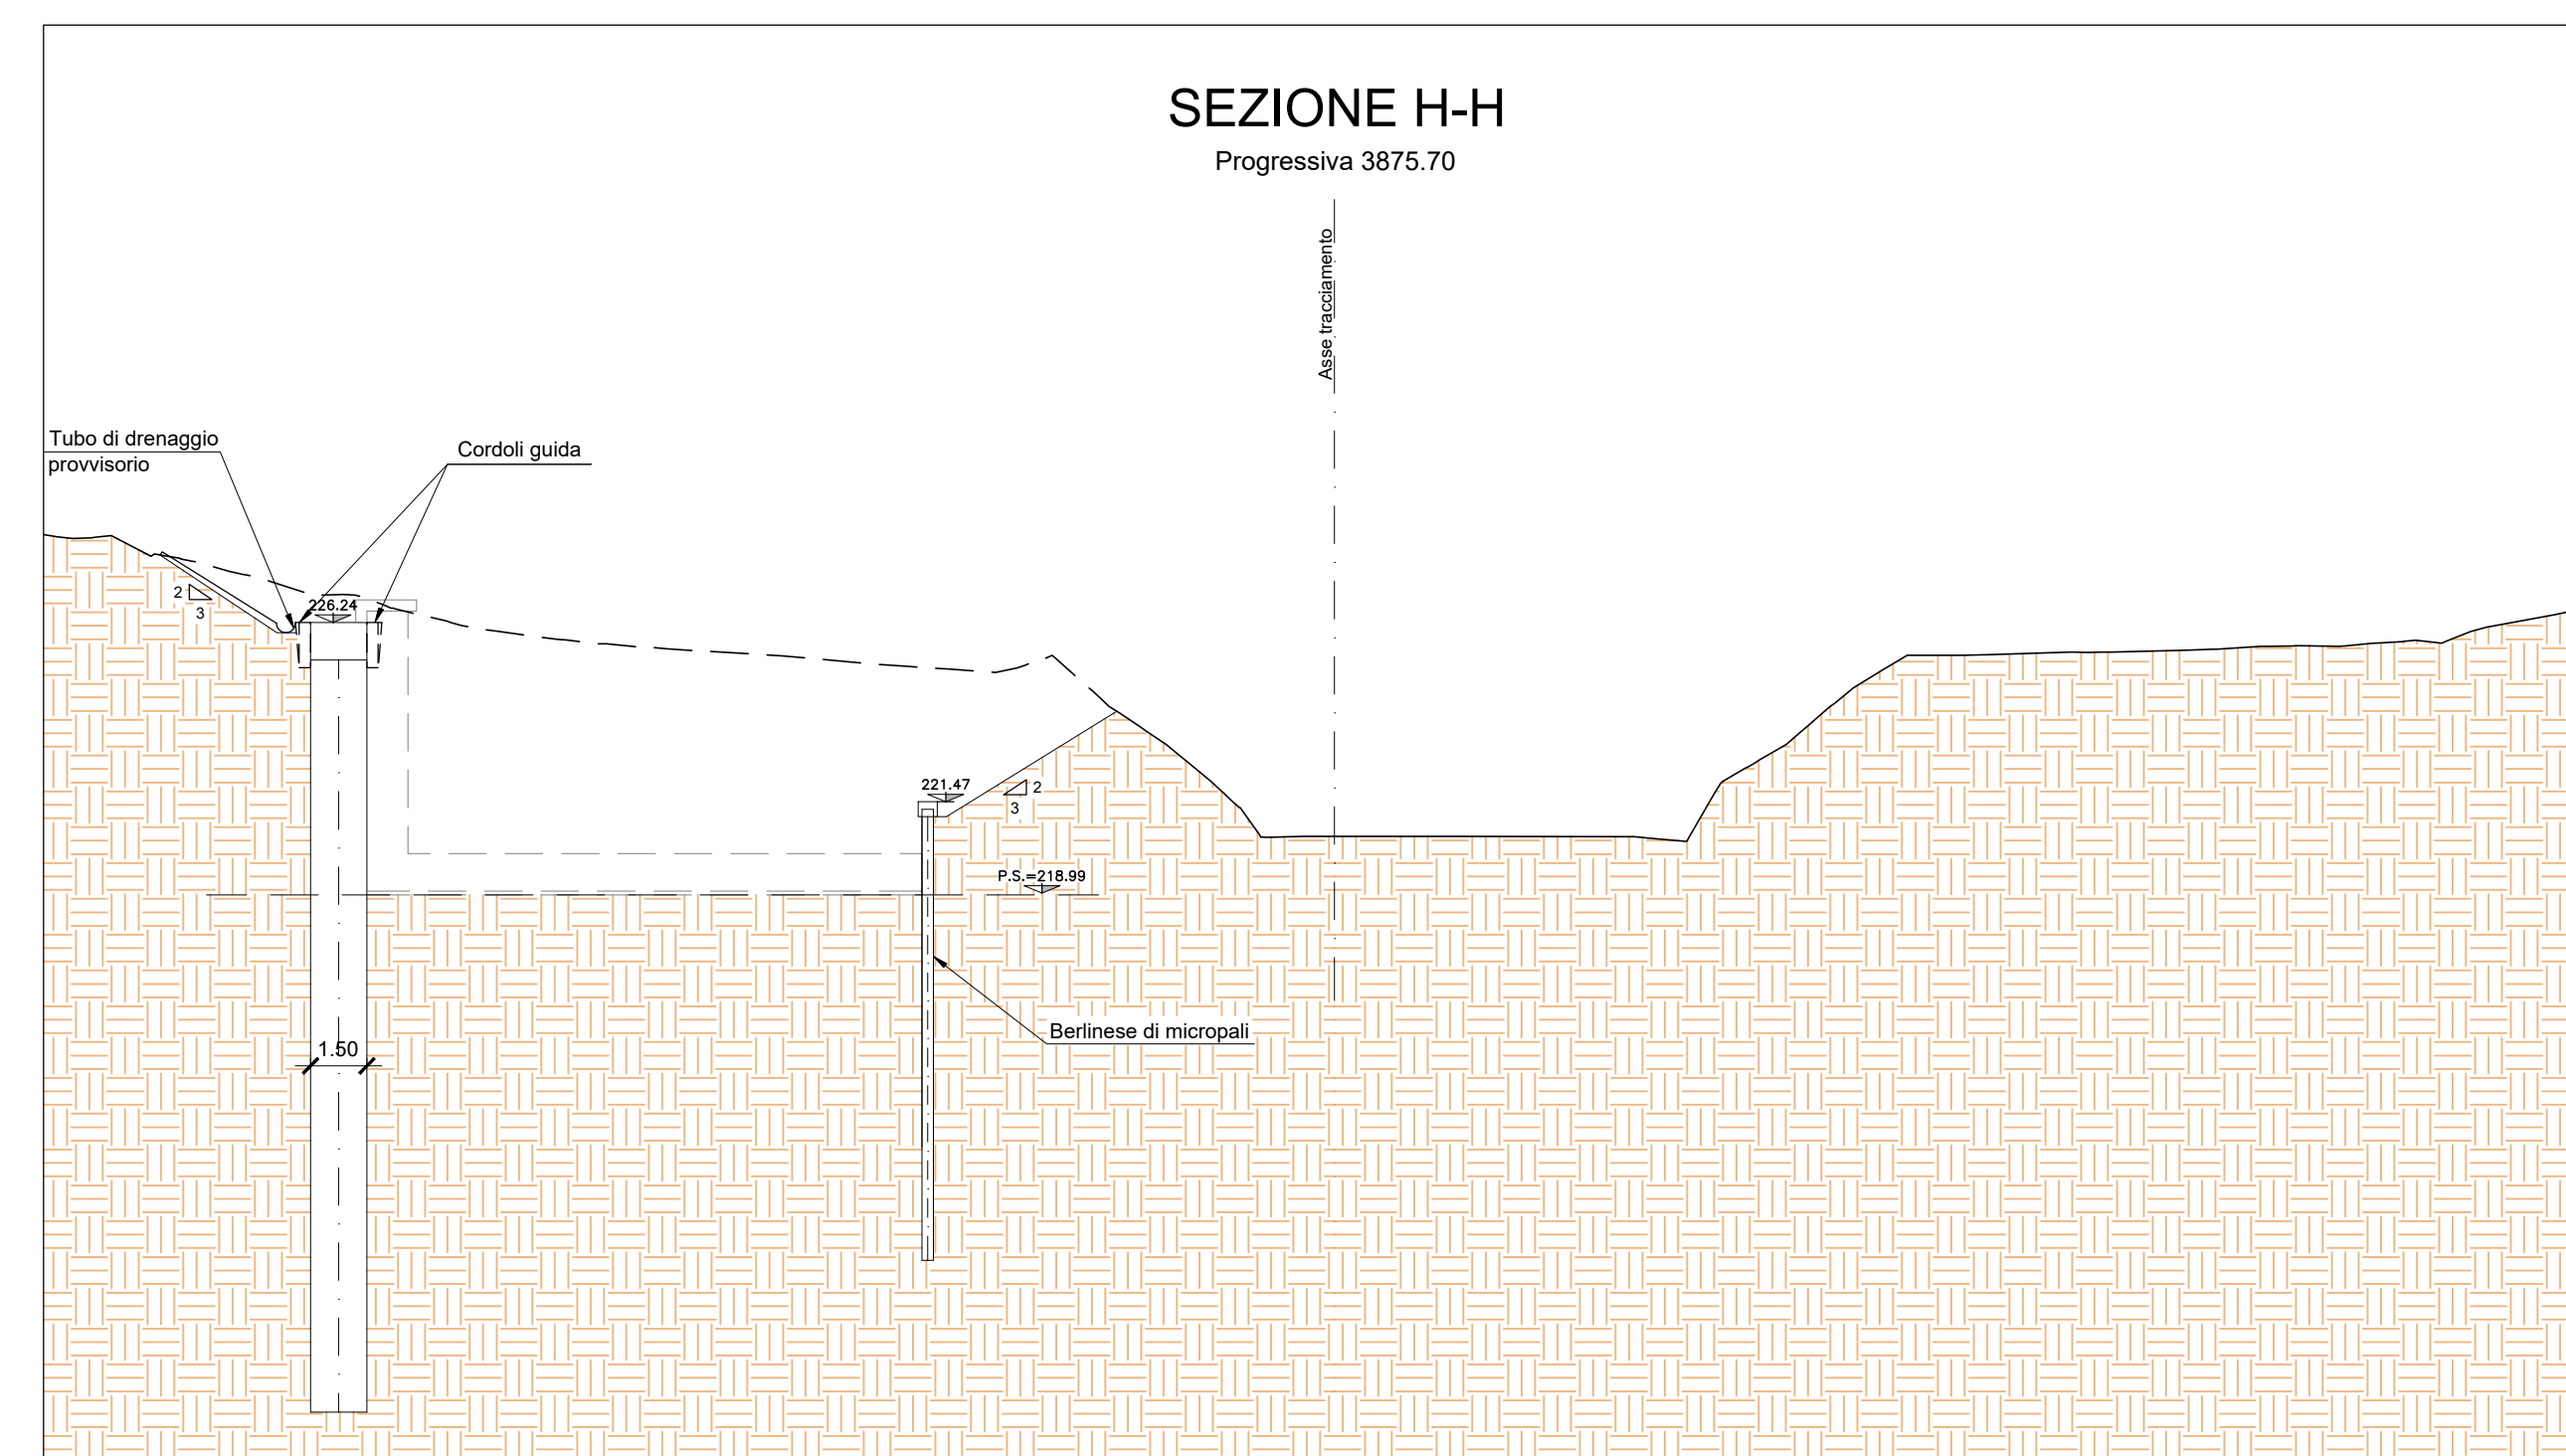 SEZIONE H-H
Progressiva 3875.70
Asse tracciamento
Tubo di drenaggio
provvisorio
Cordoli guida
2
3
226.24
221.47
2
3
P.S.=218.99
Berlinese di micropali
1.50